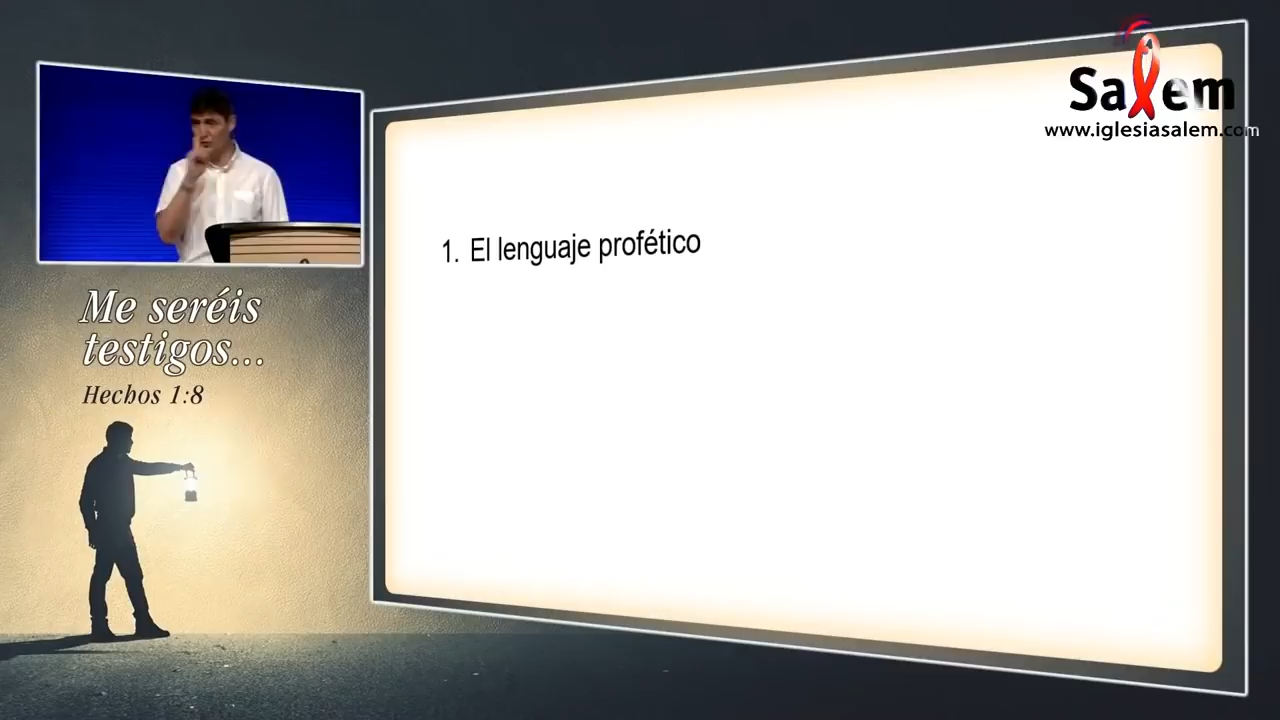 Salem
www.iglesiasalem.com
1. El lenguaje profético
Me seréis
testigos...
Hechos 1:8